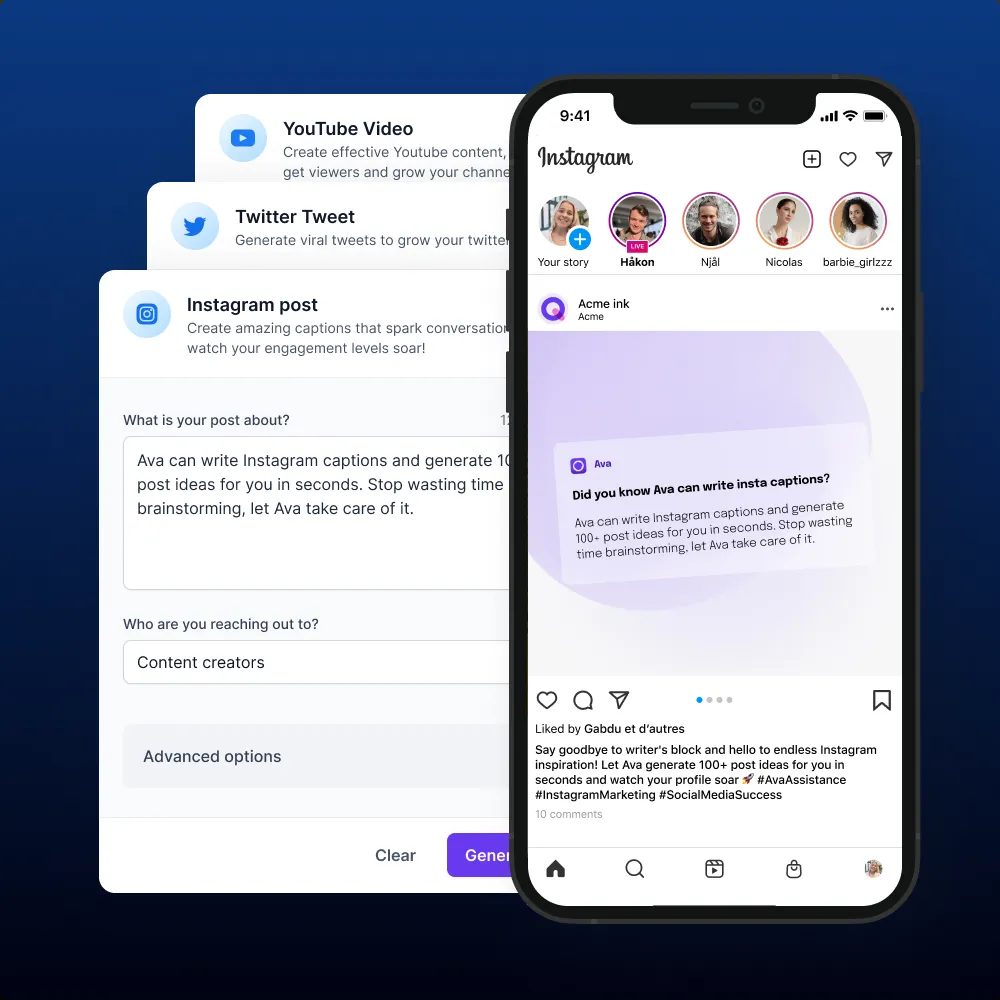 YouTube Video
Create effective Youtube content,
get viewers and grow your channe
Twitter Tweet
Generate viral tweets to grow your twitter
Instagram post
Create amazing captions that spark conversation
watch your engagement levels soar!
What is your post about?
Ava can write Instagram captions and generate 10
post ideas for you in seconds. Stop wasting time
brainstorming, let Ava take care of it.
Who are you reaching out to?
Content creators
Advanced options
Clear
Gener
9:41
Instagram
LIVE
Your story
Håkon
Njål
Nicolas
barbie_girlzzz
Acme ink
Acme
Ava
Did you know Ava can write insta captions?
Ava can write Instagram captions and generate
100+ post ideas for you in seconds. Stop wasting
time brainstorming, let Ava take care of it.
Liked by Gabdu et d’autres
Say goodbye to writer's block and hello to endless Instagram
inspiration! Let Ava generate 100+ post ideas for you in
seconds and watch your profile soar 🚀 #AvaAssistance
#InstagramMarketing #SocialMediaSuccess
10 comments